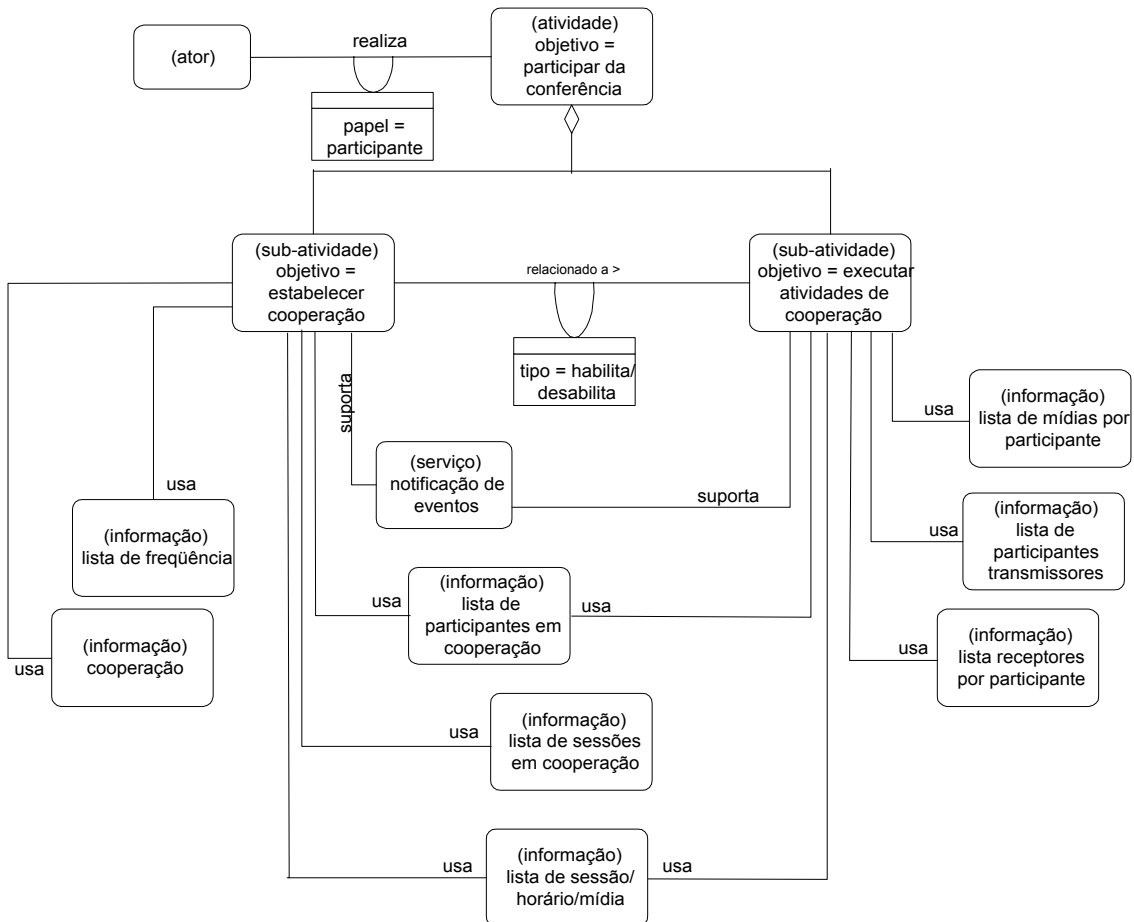 (ator)
realiza
(atividade)
objetivo =
participar da
conferência
papel =
participante
(sub-atividade)
objetivo =
estabelecer
cooperação
relacionado a >
(sub-atividade)
objetivo = executar
atividades de
cooperação
tipo = habilita/
desabilita
suporta
(informação)
lista de mídias por
participante
usa
(serviço)
notificação de
eventos
suporta
usa
(informação)
lista de freqüência
usa
(informação)
lista de
participantes
transmissores
usa
(informação)
lista de
participantes em
cooperação
usa
usa
(informação)
cooperação
usa
(informação)
lista receptores
por participante
usa
(informação)
lista de sessões
em cooperação
usa
(informação)
lista de sessão/
horário/mídia
usa